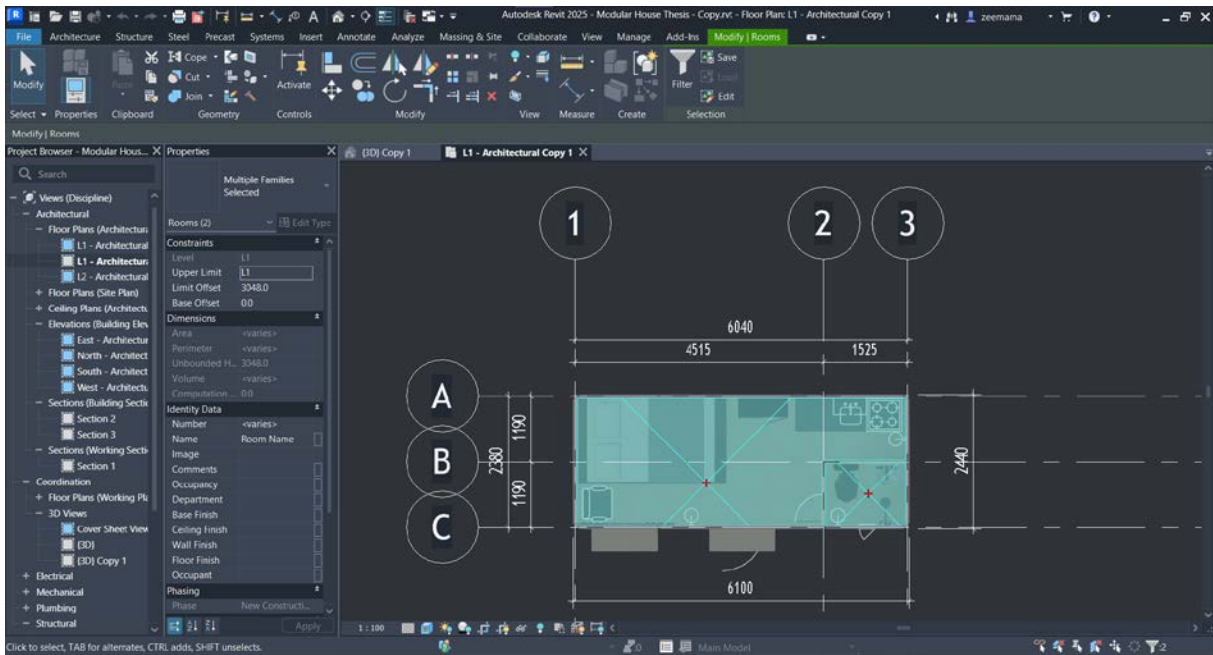 Autodesk Revit 2025 - Modular House Thesis - Copy.rvt - Floor Plan: L1 - Architectural Copy 1
zeemana
File Architecture Structure Steel Precast Systems Insert Annotate Analyze Massing & Site Collaborate View Manage Add-Ins Modify | Rooms
Modify
Paste
Cope
Cut
Join
Activate
Filter
Save
Load
Edit
Select Properties Clipboard Geometry Controls Modify View Measure Create Selection
Modify | Rooms
Project Browser - Modular Hous...
Search
Views (Discipline)
Architectural
Floor Plans (Architectura
L1 - Architectural
L1 - Architectur
L2 - Architectural
Floor Plans (Site Plan)
Ceiling Plans (Architectu
Elevations (Building Elev
East - Architectur
North - Architect
South - Architect
West - Architectu
Sections (Building Sectio
Section 2
Section 3
Sections (Working Secti
Section 1
Coordination
Floor Plans (Working Pla
3D Views
Cover Sheet View
{3D}
{3D} Copy 1
Electrical
Mechanical
Plumbing
Structural
Properties
Multiple Families
Selected
Rooms (2) Edit Type
Constraints
Level L1
Upper Limit L1
Limit Offset 3048.0
Base Offset 0.0
Dimensions
Area <varies>
Perimeter <varies>
Unbounded H... 3048.0
Volume <varies>
Computation ... 0.0
Identity Data
Number <varies>
Name Room Name
Image
Comments
Occupancy
Department
Base Finish
Ceiling Finish
Wall Finish
Floor Finish
Occupant
Phasing
Phase New Constructi...
Apply
{3D} Copy 1
L1 - Architectural Copy 1
1 2 3
6040
4515 1525
A
B
C
1190
2380
1190
2440
6100
1 : 100
Click to select, TAB for alternates, CTRL adds, SHIFT unselects.
:0
Main Model
:2